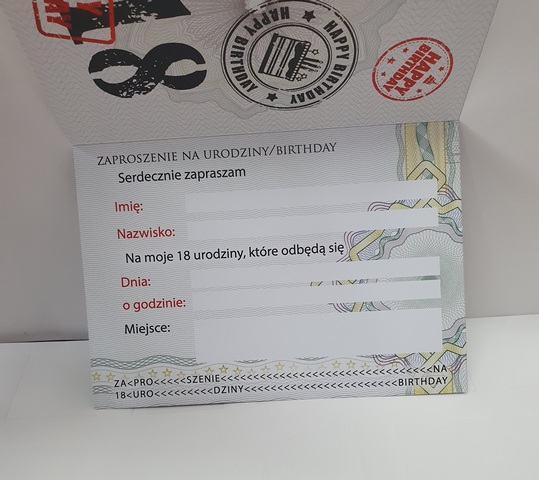 HAPPY BIRTHDAY
HAPPY BIRTHDAY
HAPPY
BIRTHDAY
8
ZAPROSZENIE NA URODZINY/BIRTHDAY
Serdecznie zapraszam
Imię:
Nazwisko:
Na moje 18 urodziny, które odbędą się
Dnia:
o godzinie:
Miejsce:
ZA<PRO<<<<<SZENIE<<<<<<<<<<<<<<<<<<<<<<<<<<<<<<<NA
18<URO<<<<<<<<<DZINY<<<<<<<<<<<<<<<<<<<<<<<<<BIRTHDAY